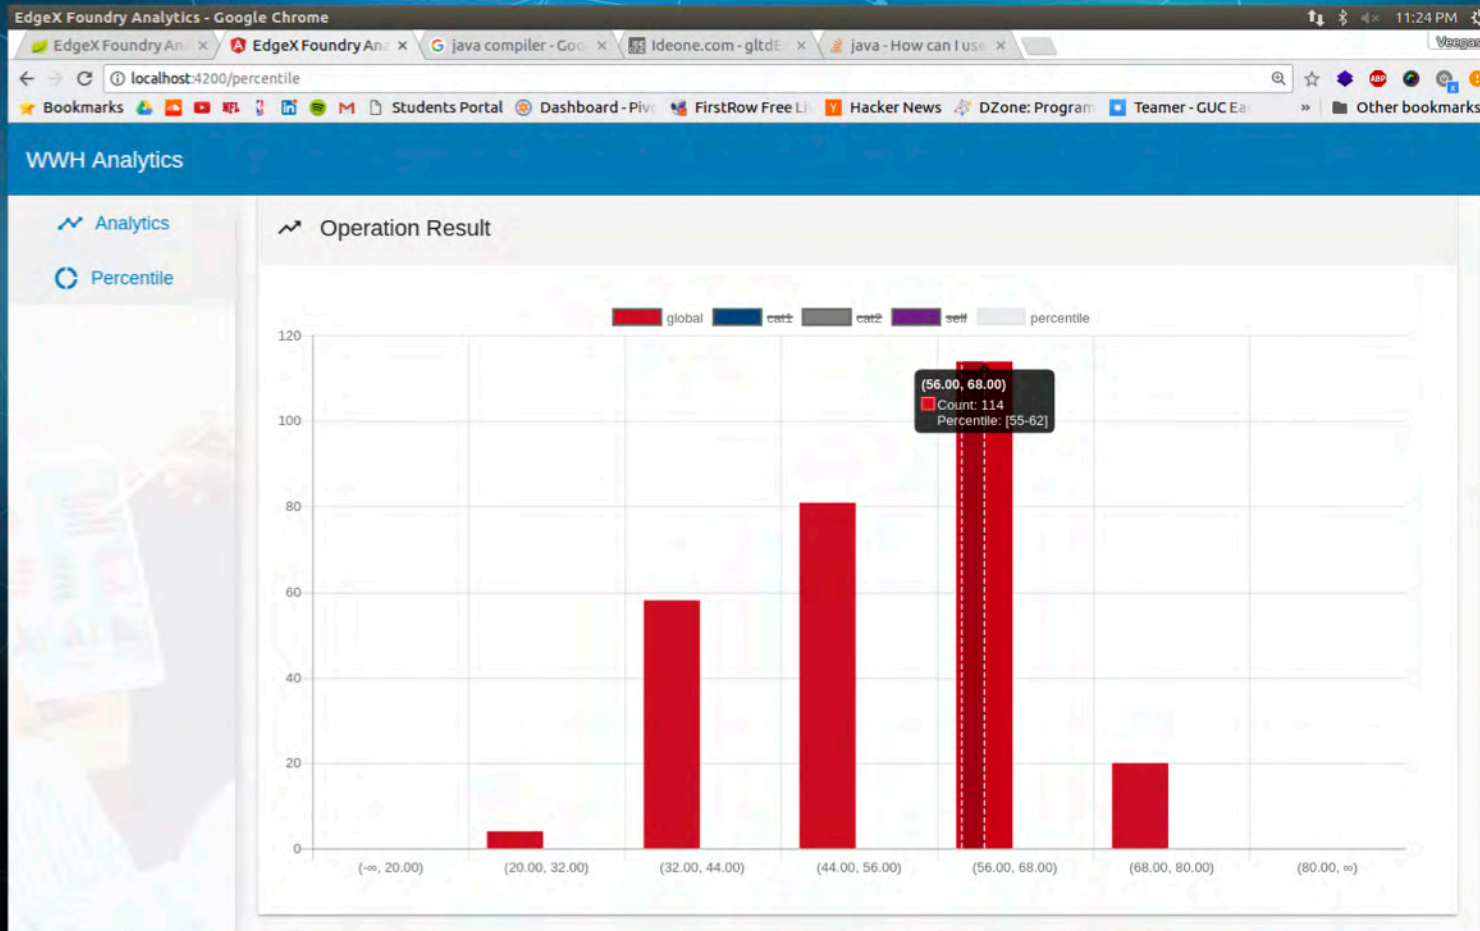 EdgeX Foundry Analytics - Google Chrome
11:24 PM
EdgeX Foundry An
EdgeX Foundry Ana
java compiler - Goo
Ideone.com - gltdE
java - How can I use
Veegas
localhost:4200/percentile
ABP
Bookmarks
NFL
Students Portal
Dashboard - Piv
FirstRow Free Li
Hacker News
DZone: Program
Teamer - GUC Ea
»
Other bookmarks
WWH Analytics
Analytics
Percentile
Operation Result
global cat1 cat2 self percentile
120
100
80
60
40
20
0
(56.00, 68.00)
Count: 114
Percentile: [55-62]
(-∞, 20.00) (20.00, 32.00) (32.00, 44.00) (44.00, 56.00) (56.00, 68.00) (68.00, 80.00) (80.00, ∞)